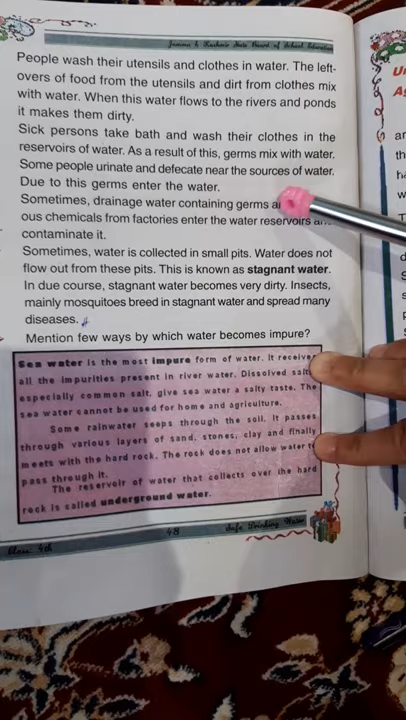 Jammu & Kashmir State Board of School Education
People wash their utensils and clothes in water. The left-
overs of food from the utensils and dirt from clothes mix
with water. When this water flows to the rivers and ponds
it makes them dirty.
Sick persons take bath and wash their clothes in the
reservoirs of water. As a result of this, germs mix with water.
Some people urinate and defecate near the sources of water.
Due to this germs enter the water.
Sometimes, drainage water containing germs
ous chemicals from factories enter the water reservoirs
contaminate it.
Sometimes, water is collected in small pits. Water does not
flow out from these pits. This is known as stagnant water.
In due course, stagnant water becomes very dirty. Insects,
mainly mosquitoes breed in stagnant water and spread many
diseases.
Mention few ways by which water becomes impure?
Sea water is the most impure form of water. It receives
all the impurities present in river water. Dissolved salts
especially common salt, give sea water a salty taste. The
sea water cannot be used for home and agriculture.
Some rainwater seeps through the soil. It passes
through various layers of sand, stones, clay and finally
meets with the hard rock. The rock does not allow water to
pass through it.
The reservoir of water that collects over the hard
rock is called underground water.
Class 4th
48
Safe Drinking Water